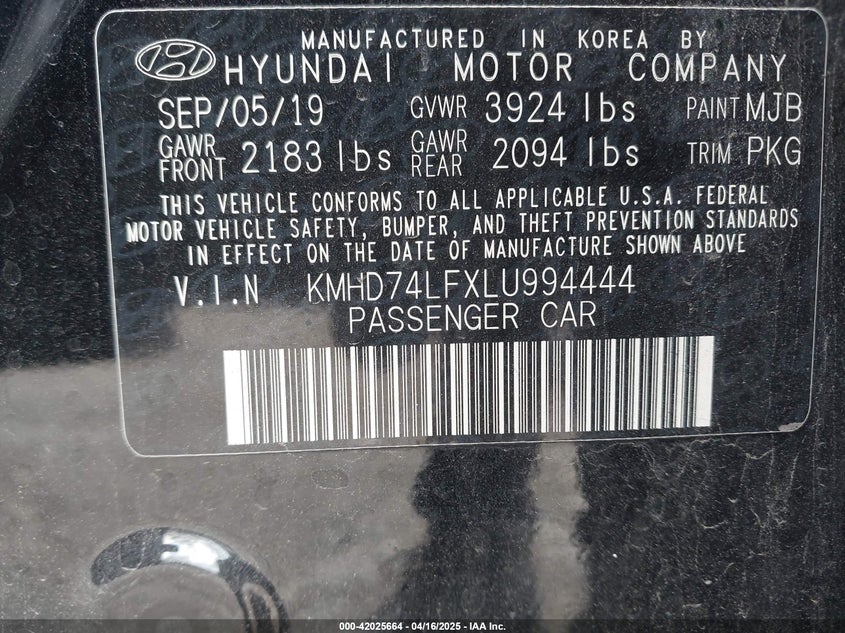 MANUFACTURED IN KOREA BY
HYUNDAI MOTOR COMPANY
SEP/05/19 GVWR 3924 lbs PAINT MJB
GAWR FRONT 2183 lbs GAWR REAR 2094 lbs TRIM PKG
THIS VEHICLE CONFORMS TO ALL APPLICABLE U.S.A. FEDERAL
MOTOR VEHICLE SAFETY, BUMPER, AND THEFT PREVENTION STANDARDS
IN EFFECT ON THE DATE OF MANUFACTURE SHOWN ABOVE
V.I.N KMHD74LFXLU994444
PASSENGER CAR
000-42025664 - 04/16/2025 - IAA Inc.